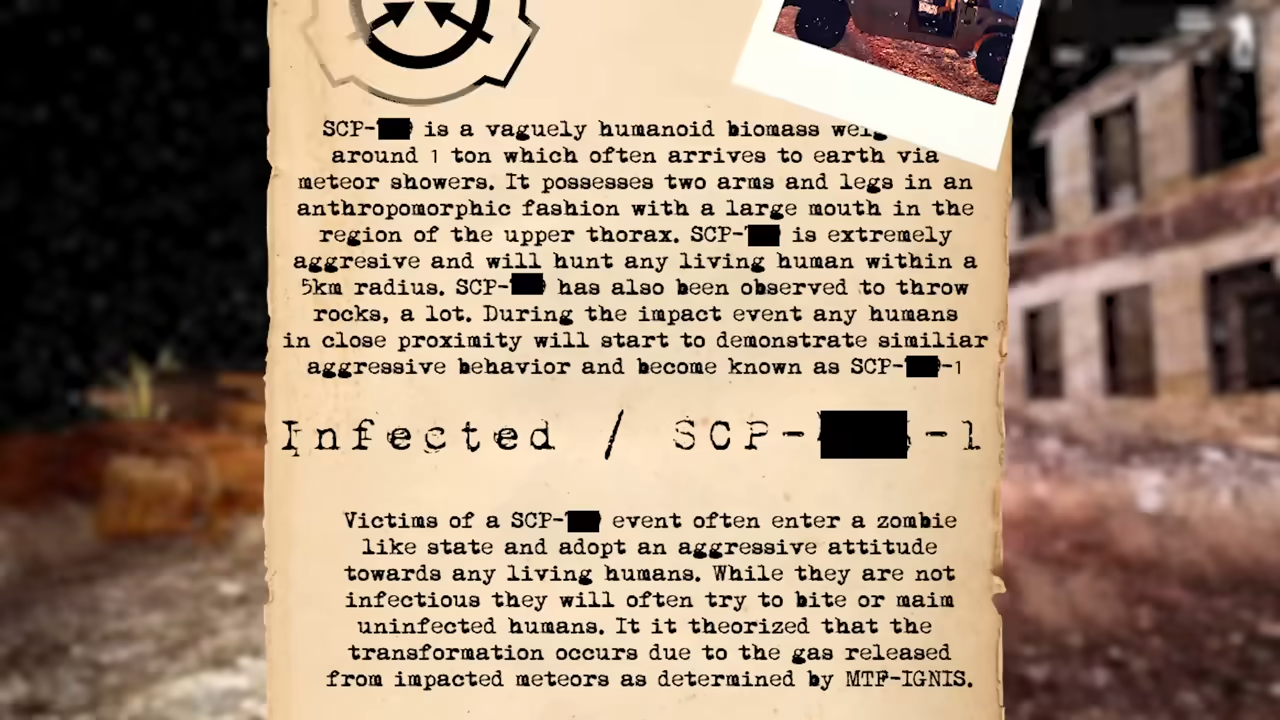 SCP-██ is a vaguely humanoid biomass
around 1 ton which often arrives to earth via
meteor showers. It possesses two arms and legs in an
anthropomorphic fashion with a large mouth in the
region of the upper thorax. SCP-██ is extremely
aggresive and will hunt any living human within a
5km radius. SCP-██ has also been observed to throw
rocks, a lot. During the impact event any humans
in close proximity will start to demonstrate similiar
aggressive behavior and become known as SCP-██-1
Infected / SCP-███-1
Victims of a SCP-██ event often enter a zombie
like state and adopt an aggressive attitude
towards any living humans. While they are not
infectious they will often try to bite or maim
uninfected humans. It it theorized that the
transformation occurs due to the gas released
from impacted meteors as determined by MTF-IGNIS.